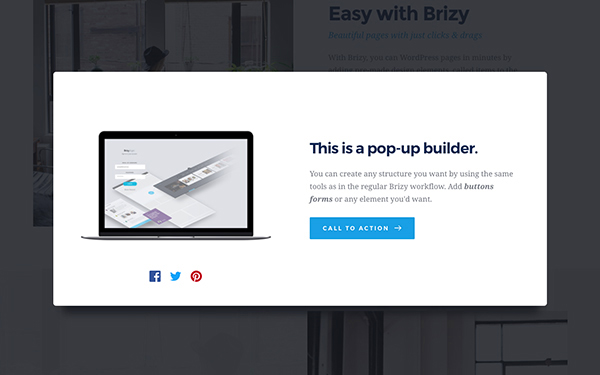 Easy with Brizy
Beautiful pages with just clicks & drags
With Brizy, you can WordPress pages in minutes by
This is a pop-up builder.
You can create any structure you want by using the same
tools as in the regular Brizy workflow. Add buttons
forms or any element you'd want.
CALL TO ACTION